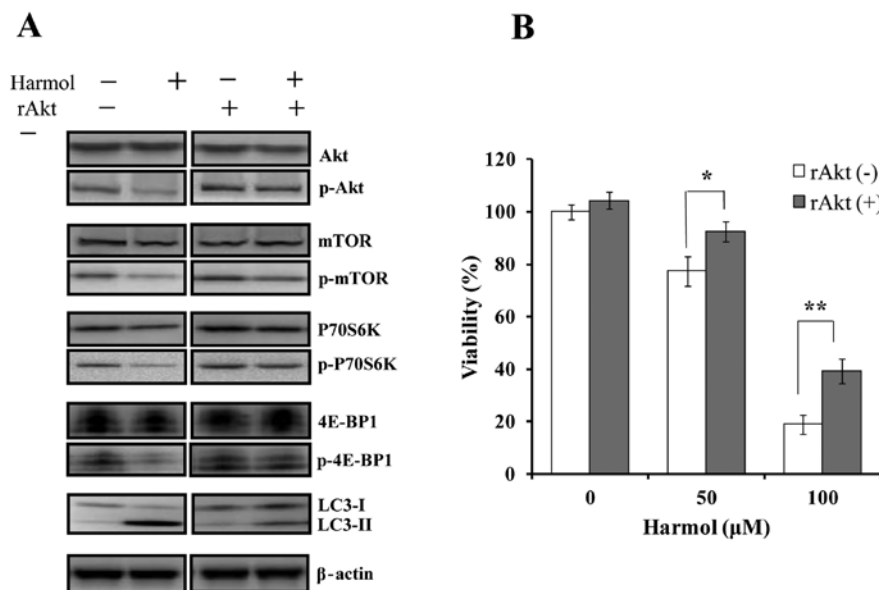 A
Harmol − + − +
rAkt − + +
−
Akt
p-Akt
mTOR
p-mTOR
P70S6K
p-P70S6K
4E-BP1
p-4E-BP1
LC3-I
LC3-II
β-actin
B
rAkt (-)
rAkt (+)
Viability (%)
120
100
80
60
40
20
0
*
**
0 50 100
Harmol (μM)